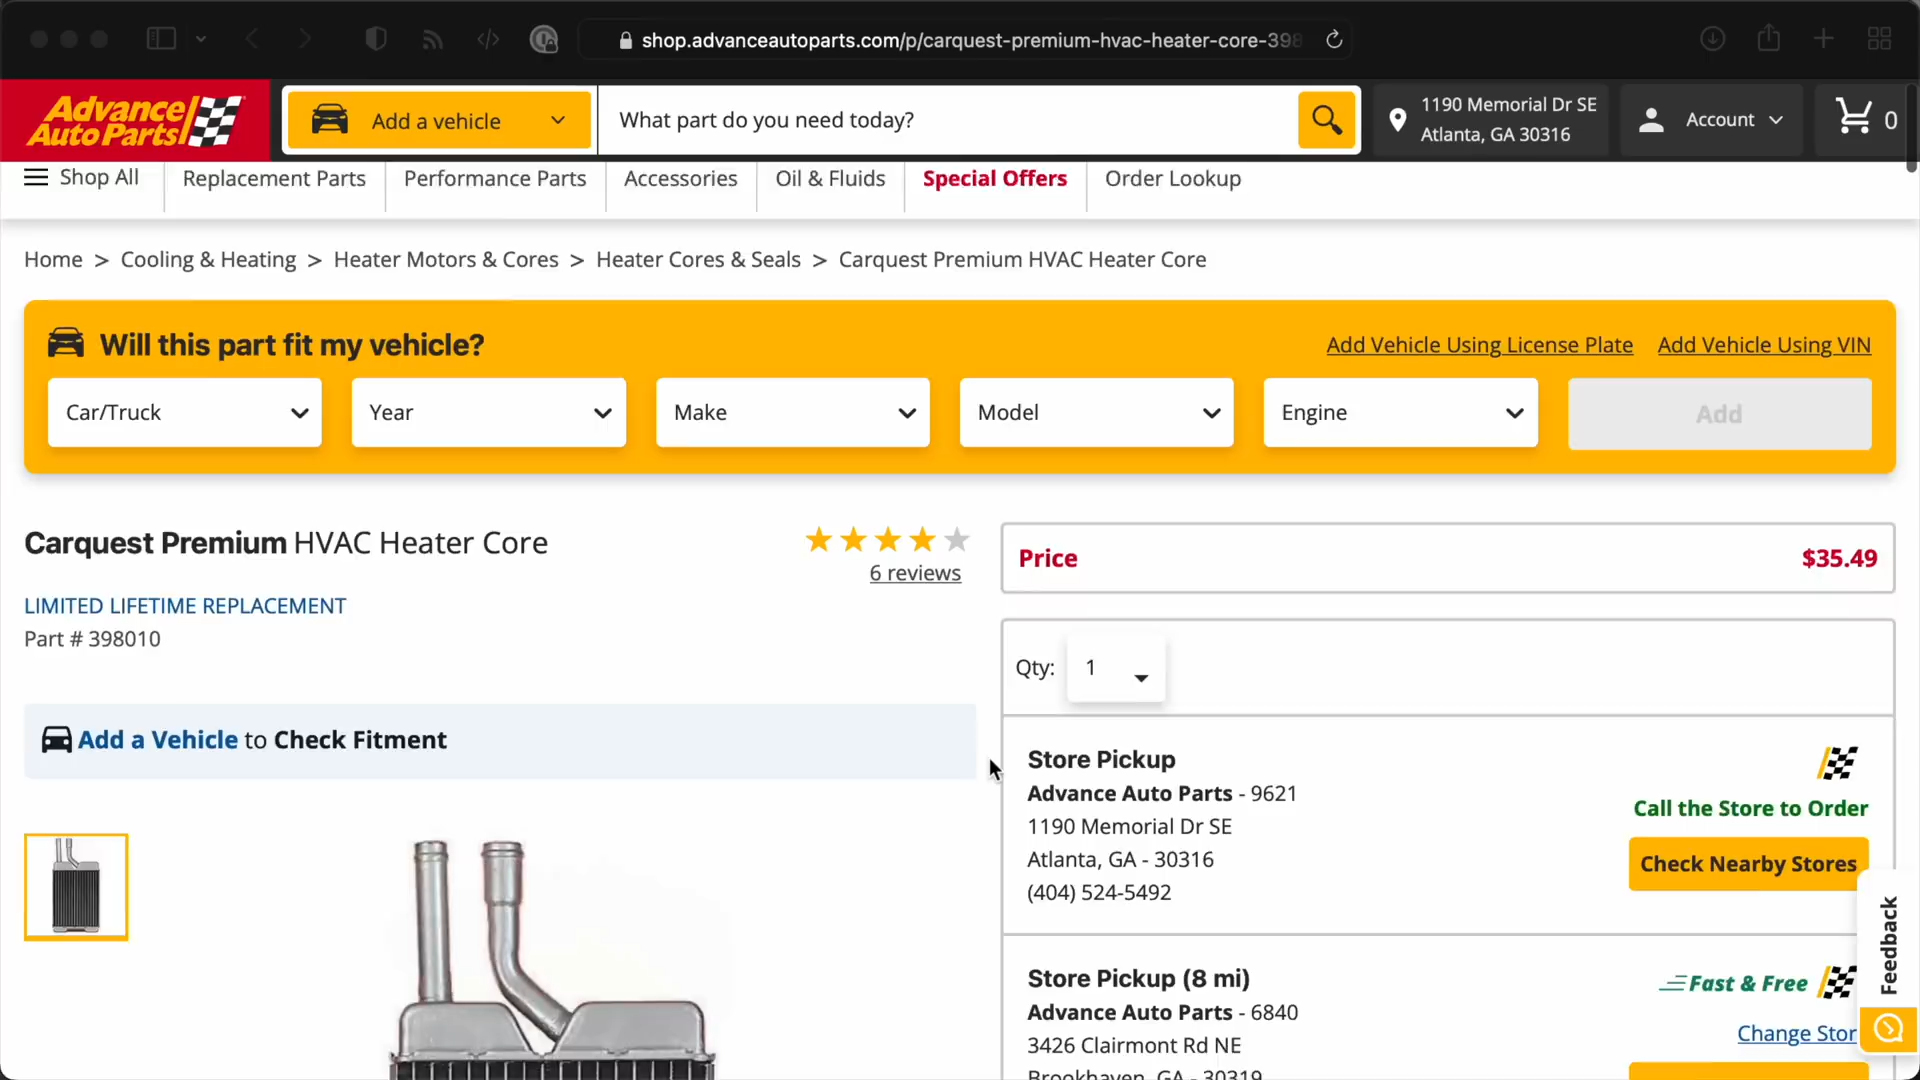 shop.advanceautoparts.com/p/carquest-premium-hvac-heater-core-398
Advance
Auto Parts
Add a vehicle
What part do you need today?
1190 Memorial Dr SE
Atlanta, GA 30316
Account
0
Shop All
Replacement Parts
Performance Parts
Accessories
Oil & Fluids
Special Offers
Order Lookup
Home > Cooling & Heating > Heater Motors & Cores > Heater Cores & Seals > Carquest Premium HVAC Heater Core
Will this part fit my vehicle?
Add Vehicle Using License Plate
Add Vehicle Using VIN
Car/Truck
Year
Make
Model
Engine
Add
Carquest Premium HVAC Heater Core
6 reviews
LIMITED LIFETIME REPLACEMENT
Part # 398010
Add a Vehicle to Check Fitment
Price
$35.49
Qty:
1
Store Pickup
Advance Auto Parts - 9621
1190 Memorial Dr SE
Atlanta, GA - 30316
(404) 524-5492
Call the Store to Order
Check Nearby Stores
Store Pickup (8 mi)
Advance Auto Parts - 6840
3426 Clairmont Rd NE
Brookhaven, GA - 30319
Fast & Free
Change Stor
Feedback